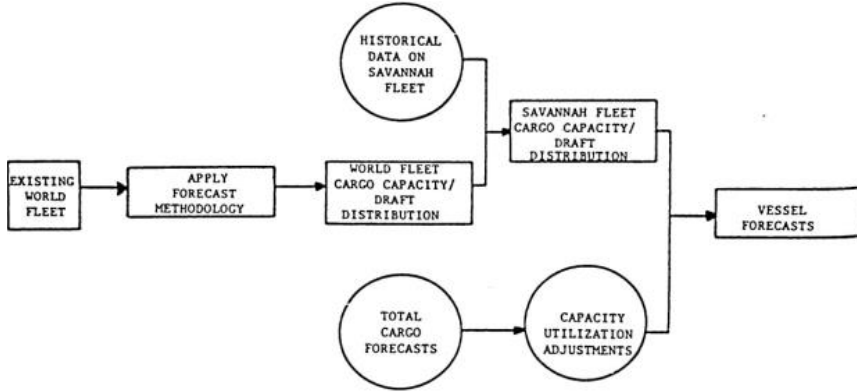 HISTORICAL
DATA ON
SAVANNAH
FLEET
SAVANNAH FLEET
CARGO CAPACITY/
DRAFT
DISTRIBUTION
EXISTING
WORLD
FLEET
APPLY
FORECAST
METHODOLOGY
WORLD FLEET
CARGO CAPACITY/
DRAFT
DISTRIBUTION
VESSEL
FORECASTS
TOTAL
CARGO
FORECASTS
CAPACITY
UTILIZATION
ADJUSTMENTS